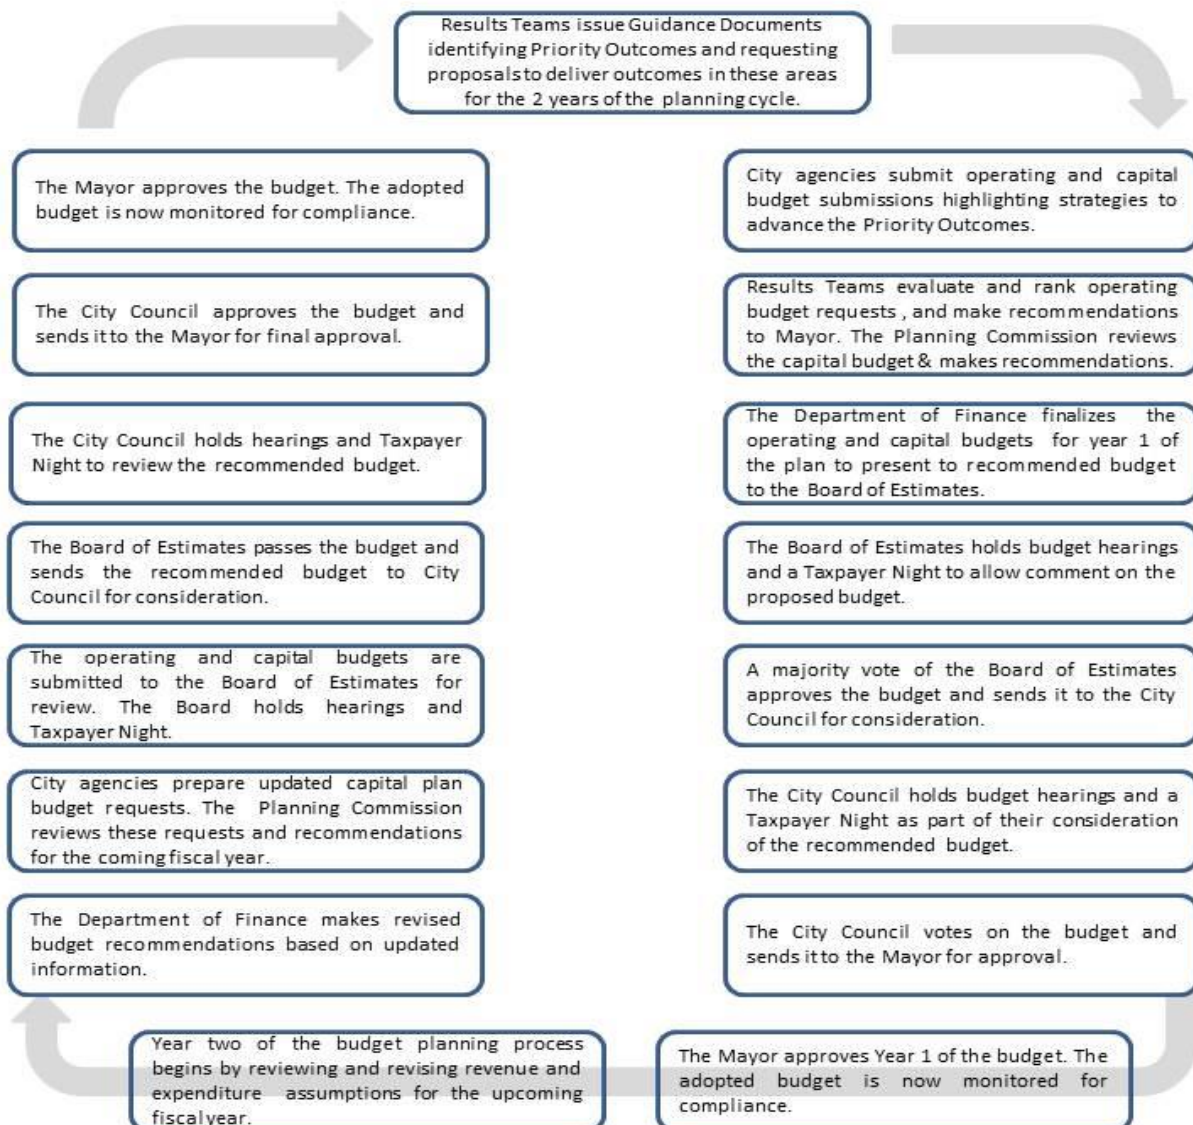 Results Teams issue Guidance Documents
identifying Priority Outcomes and requesting
proposals to deliver outcomes in these areas
for the 2 years of the planning cycle.
City agencies submit operating and capital
budget submissions highlighting strategies to
advance the Priority Outcomes.
Results Teams evaluate and rank operating
budget requests , and make recommendations
to Mayor. The Planning Commission reviews
the capital budget & makes recommendations.
The Department of Finance finalizes the
operating and capital budgets for year 1 of
the plan to present to recommended budget
to the Board of Estimates.
The Board of Estimates holds budget hearings
and a Taxpayer Night to allow comment on the
proposed budget.
A majority vote of the Board of Estimates
approves the budget and sends it to the City
Council for consideration.
The City Council holds budget hearings and a
Taxpayer Night as part of their consideration
of the recommended budget.
The City Council votes on the budget and
sends it to the Mayor for approval.
The Mayor approves Year 1 of the budget. The
adopted budget is now monitored for
compliance.
Year two of the budget planning process
begins by reviewing and revising revenue and
expenditure assumptions for the upcoming
fiscal year.
The Department of Finance makes revised
budget recommendations based on updated
information.
City agencies prepare updated capital plan
budget requests. The Planning Commission
reviews these requests and recommendations
for the coming fiscal year.
The operating and capital budgets are
submitted to the Board of Estimates for
review. The Board holds hearings and
Taxpayer Night.
The Board of Estimates passes the budget and
sends the recommended budget to City
Council for consideration.
The City Council holds hearings and Taxpayer
Night to review the recommended budget.
The City Council approves the budget and
sends it to the Mayor for final approval.
The Mayor approves the budget. The adopted
budget is now monitored for compliance.